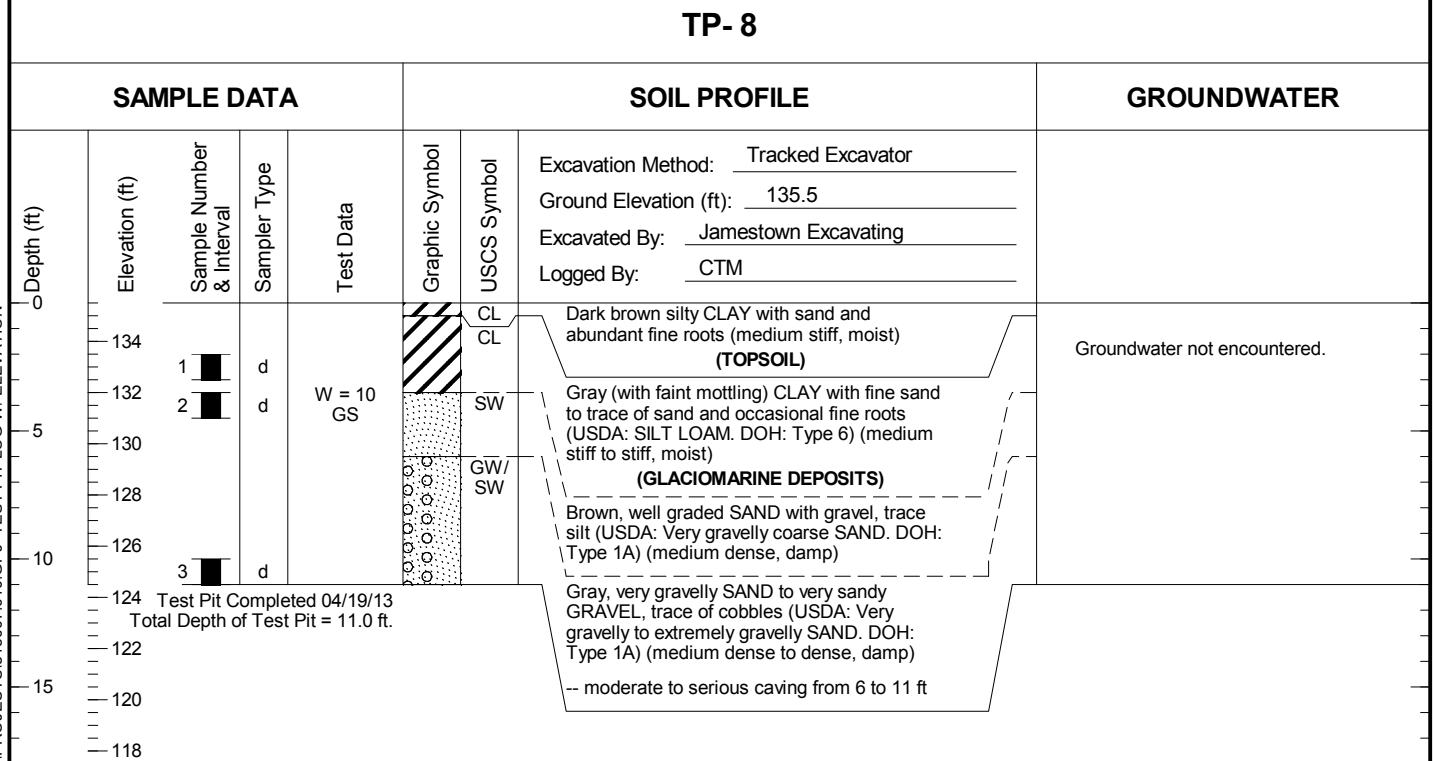 TP- 8
SAMPLE DATA
SOIL PROFILE
GROUNDWATER
Depth (ft)
Elevation (ft)
Sample Number
& Interval
Sampler Type
Test Data
Graphic Symbol
USCS Symbol
Excavation Method: Tracked Excavator
Ground Elevation (ft): 135.5
Excavated By: Jamestown Excavating
Logged By: CTM
0
5
10
15
134
132
130
128
126
124
122
120
118
1
d
2
d
3
d
W = 10
GS
CL
CL
SW
GW/
SW
Dark brown silty CLAY with sand and
abundant fine roots (medium stiff, moist)
(TOPSOIL)
Gray (with faint mottling) CLAY with fine sand
to trace of sand and occasional fine roots
(USDA: SILT LOAM. DOH: Type 6) (medium
stiff to stiff, moist)
(GLACIOMARINE DEPOSITS)
Brown, well graded SAND with gravel, trace
silt (USDA: Very gravelly coarse SAND. DOH:
Type 1A) (medium dense, damp)
Gray, very gravelly SAND to very sandy
GRAVEL, trace of cobbles (USDA: Very
gravelly to extremely gravelly SAND. DOH:
Type 1A) (medium dense to dense, damp)
-- moderate to serious caving from 6 to 11 ft
Groundwater not encountered.
Test Pit Completed 04/19/13
Total Depth of Test Pit = 11.0 ft.